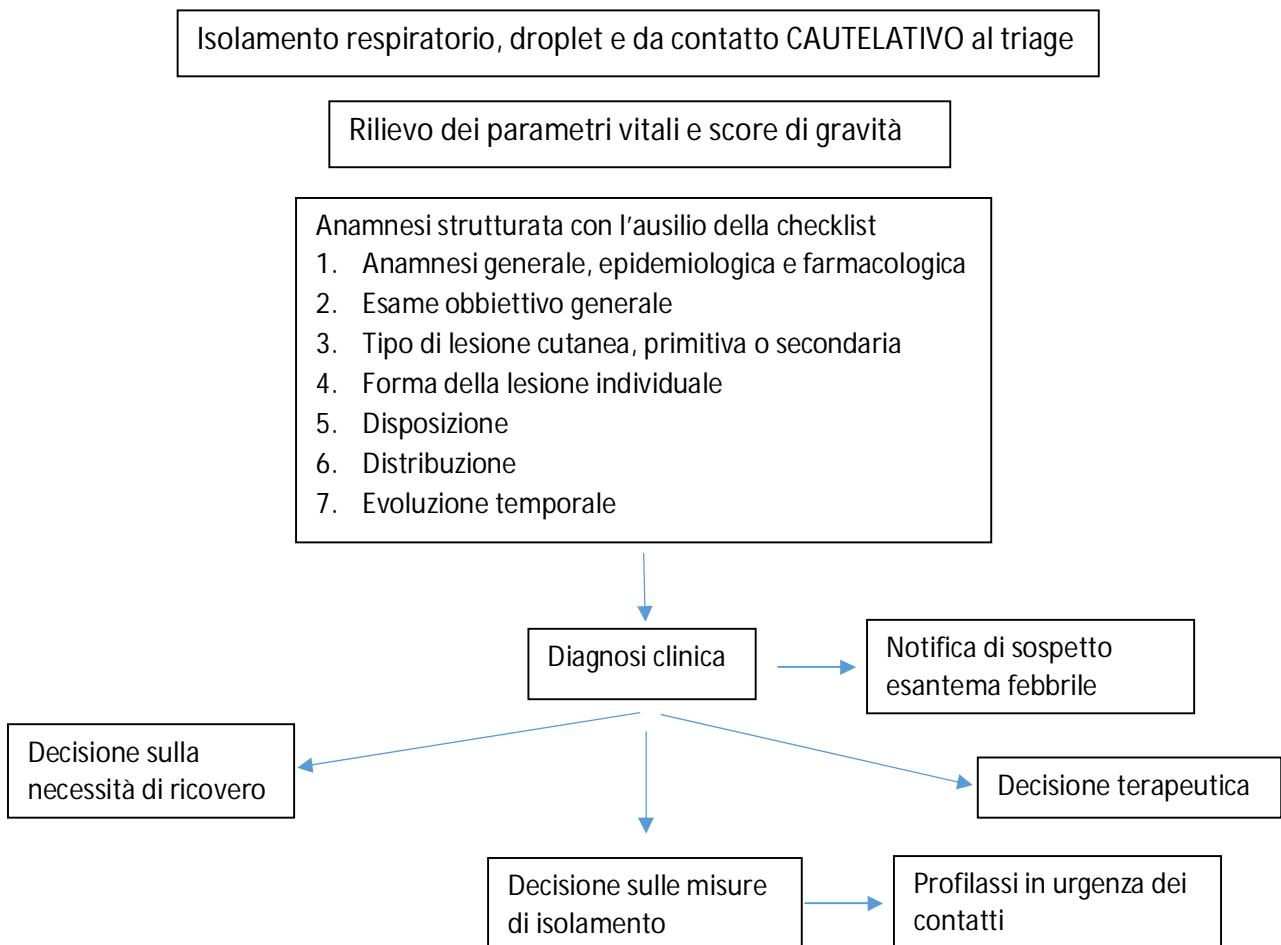 Isolamento respiratorio, droplet e da contatto CAUTELATIVO al triage
Rilievo dei parametri vitali e score di gravità
Anamnesi strutturata con l'ausilio della checklist
1. Anamnesi generale, epidemiologica e farmacologica
2. Esame obbiettivo generale
3. Tipo di lesione cutanea, primitiva o secondaria
4. Forma della lesione individuale
5. Disposizione
6. Distribuzione
7. Evoluzione temporale
Diagnosi clinica
Notifica di sospetto
esantema febbrile
Decisione sulla
necessità di ricovero
Decisione terapeutica
Decisione sulle misure
di isolamento
Profilassi in urgenza dei
contatti